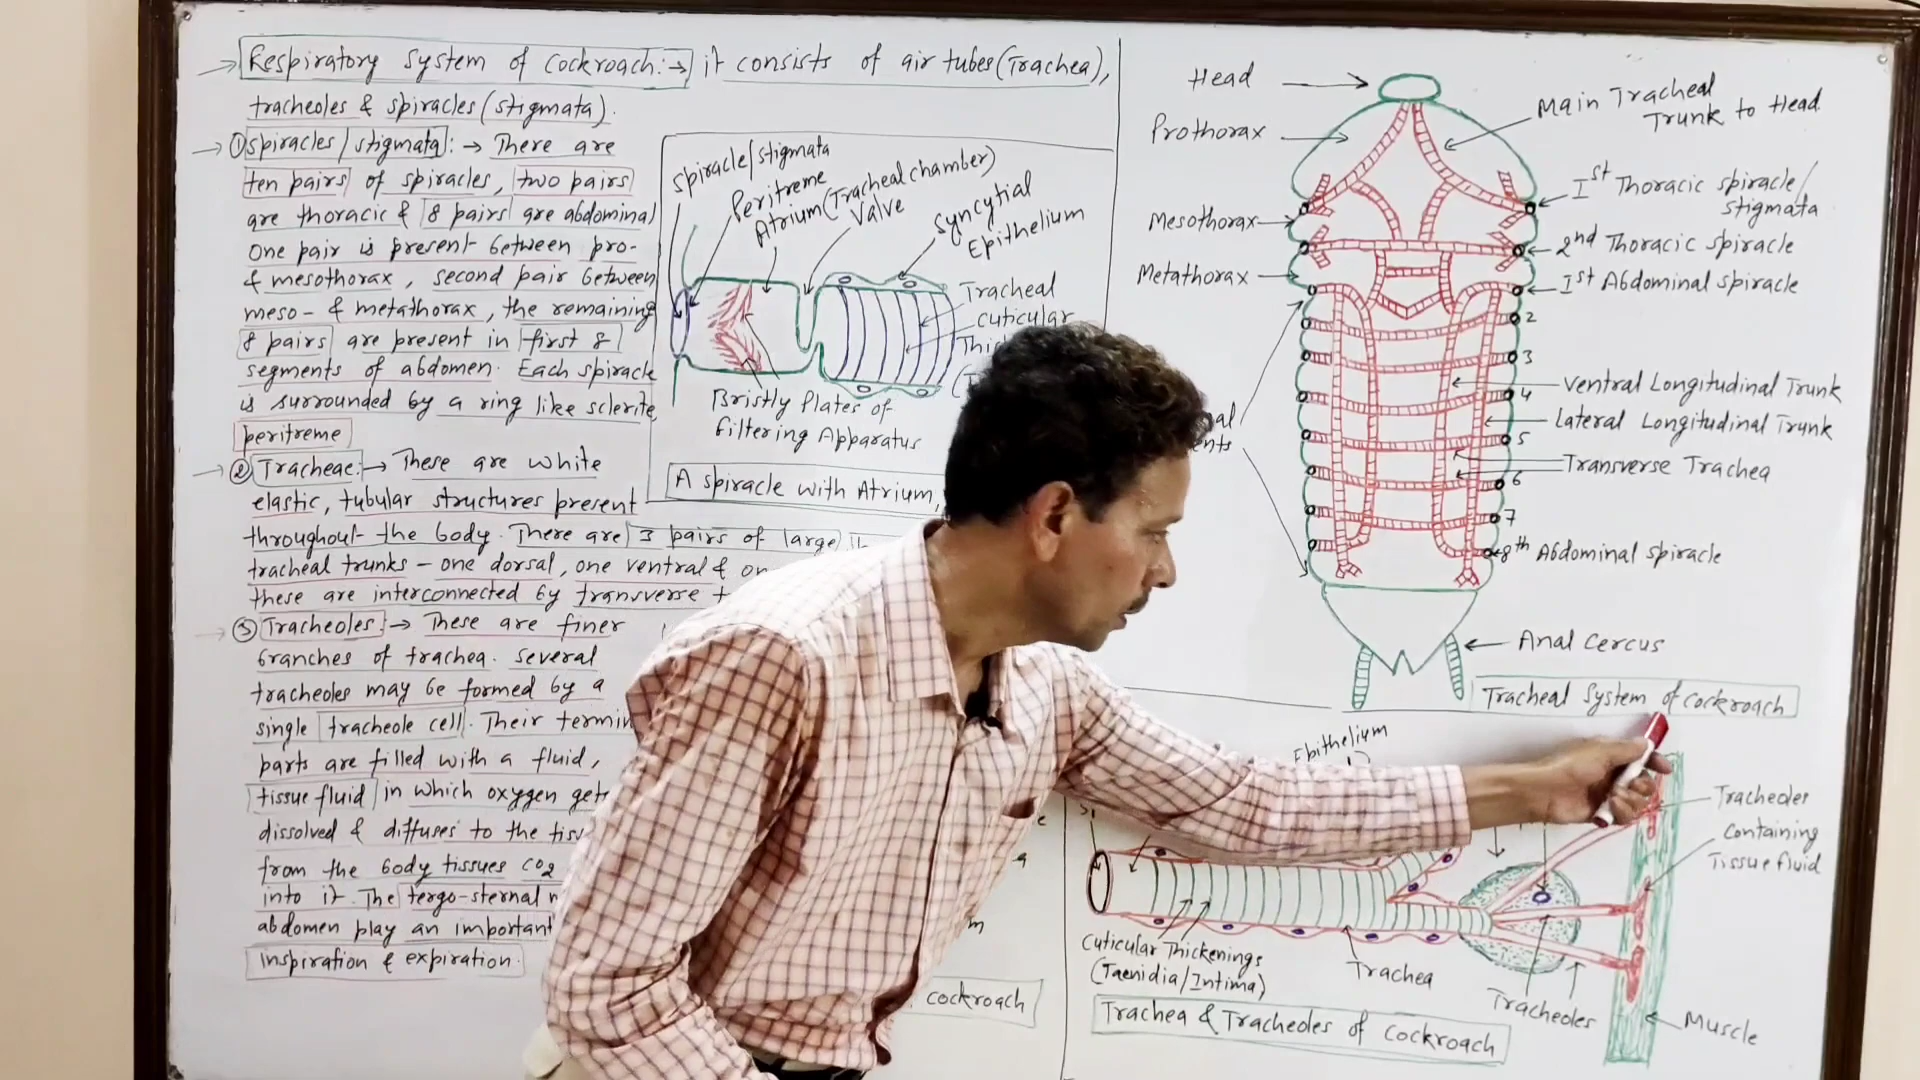 → Respiratory system of cockroach:→ it consists of air tubes (Trachea),
tracheoles & spiracles (stigmata).
→ ① spiracles/stigmata:→ There are
ten pairs of spiracles, two pairs
are thoracic & 8 pairs are abdominal
One pair is present between pro-
& mesothorax, second pair between
meso- & metathorax, the remaining
8 pairs are present in first 8
segments of abdomen. Each spiracle
is surrounded by a ring like sclerite
peritreme
→ ② Tracheae:→ These are white
elastic, tubular structures present
throughout the body. There are 3 pairs of large
tracheal trunks - one dorsal, one ventral &
these are interconnected by transverse
→ ③ Tracheoles:→ These are finer
branches of trachea. Several
tracheoles may be formed by a
single tracheole cell. Their
parts are filled with a fluid,
tissue fluid in which oxygen
dissolved & diffuses to the
from the body tissues CO2
into it. The tergo-sternal
abdomen play an important
inspiration & expiration.
spiracle/stigmata
Peritreme
Atrium (Tracheal chamber)
Valve
Syncytial
Epithelium
Tracheal
cuticular
Bristly Plates of
filtering Apparatus
A spiracle with Atrium,
cockroach
Head
Prothorax
Mesothorax
Metathorax
Main Tracheal
Trunk to Head
Ist Thoracic spiracle/
stigmata
2nd Thoracic spiracle
Ist Abdominal spiracle
2
3
4
5
6
7
8th Abdominal spiracle
Ventral Longitudinal Trunk
Lateral Longitudinal Trunk
Transverse Trachea
Anal Cercus
Tracheal System of cockroach
Epithelium
Tracheoles
Containing
Tissue fluid
Cuticular Thickenings
(Taenidia/Intima)
Trachea
Tracheoles
Muscle
Trachea & Tracheoles of cockroach